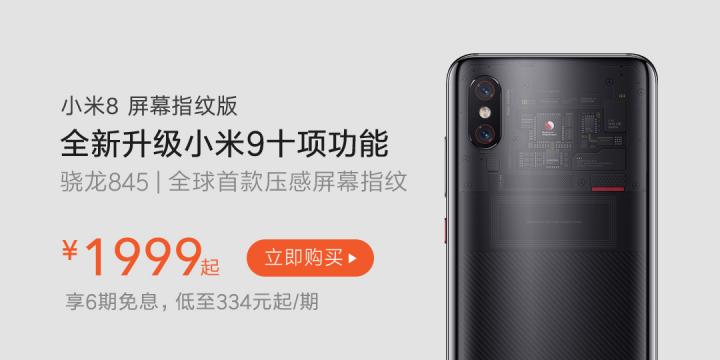 小米8 屏幕指纹版
全新升级小米9十项功能
骁龙845 | 全球首款压感屏幕指纹
¥1999起
立即购买
享6期免息，低至334元起/期